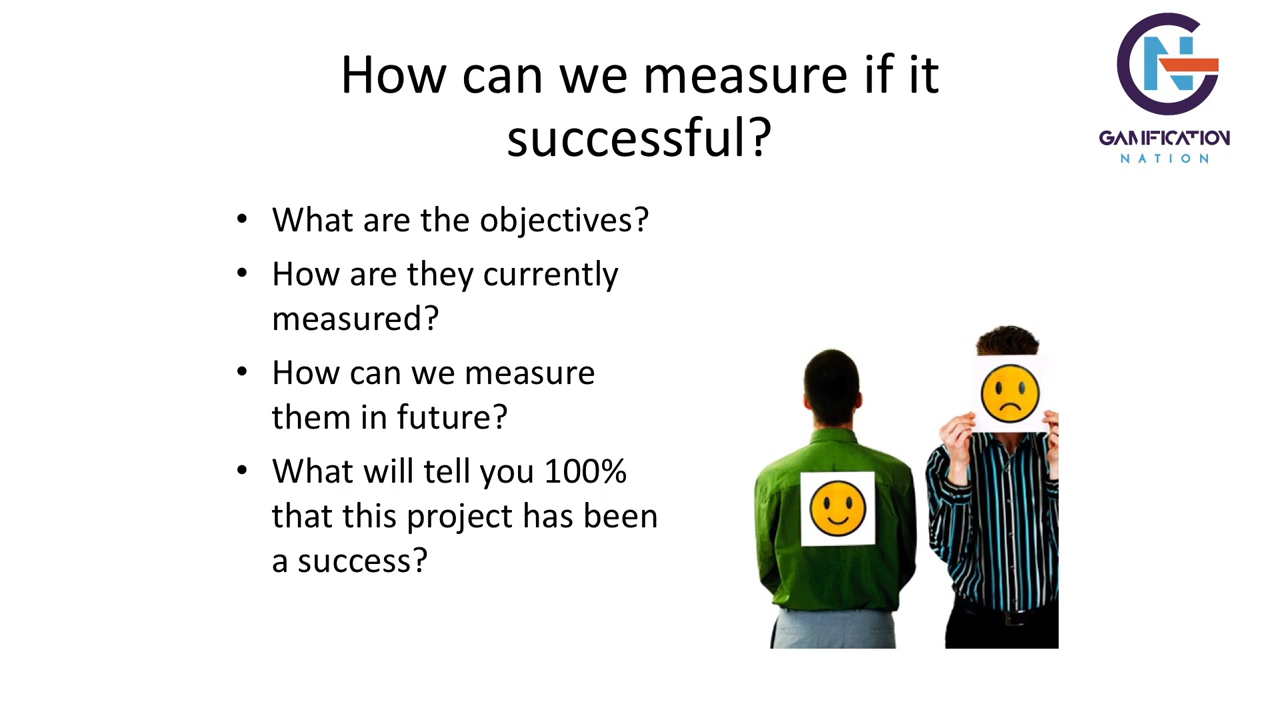 How can we measure if it
successful?
GAMIFICATION
NATION
• What are the objectives?
• How are they currently
measured?
• How can we measure
them in future?
• What will tell you 100%
that this project has been
a success?